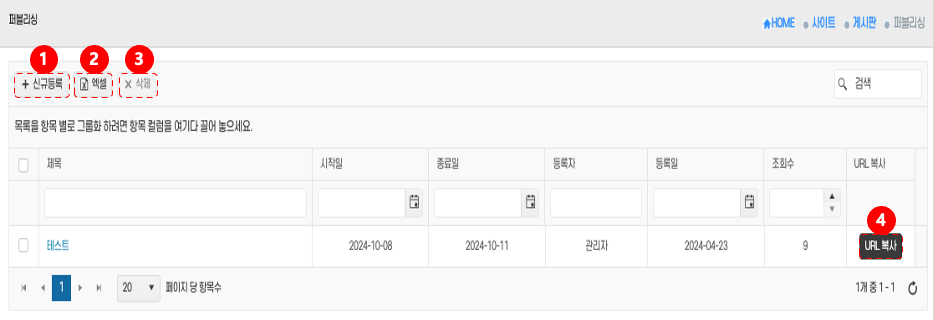 퍼블리싱
HOME 사이트 게시판 퍼블리싱
1 2 3
신규등록 엑셀 삭제 검색
목록을 항목 별로 그룹화 하려면 항목 컬럼을 여기다 끌어 놓으세요.
제목 시작일 종료일 등록자 등록일 조회수 URL 복사
4
테스트 2024-10-08 2024-10-11 관리자 2024-04-23 9 URL 복사
1 20 페이지 당 항목수 1개 중 1 - 1